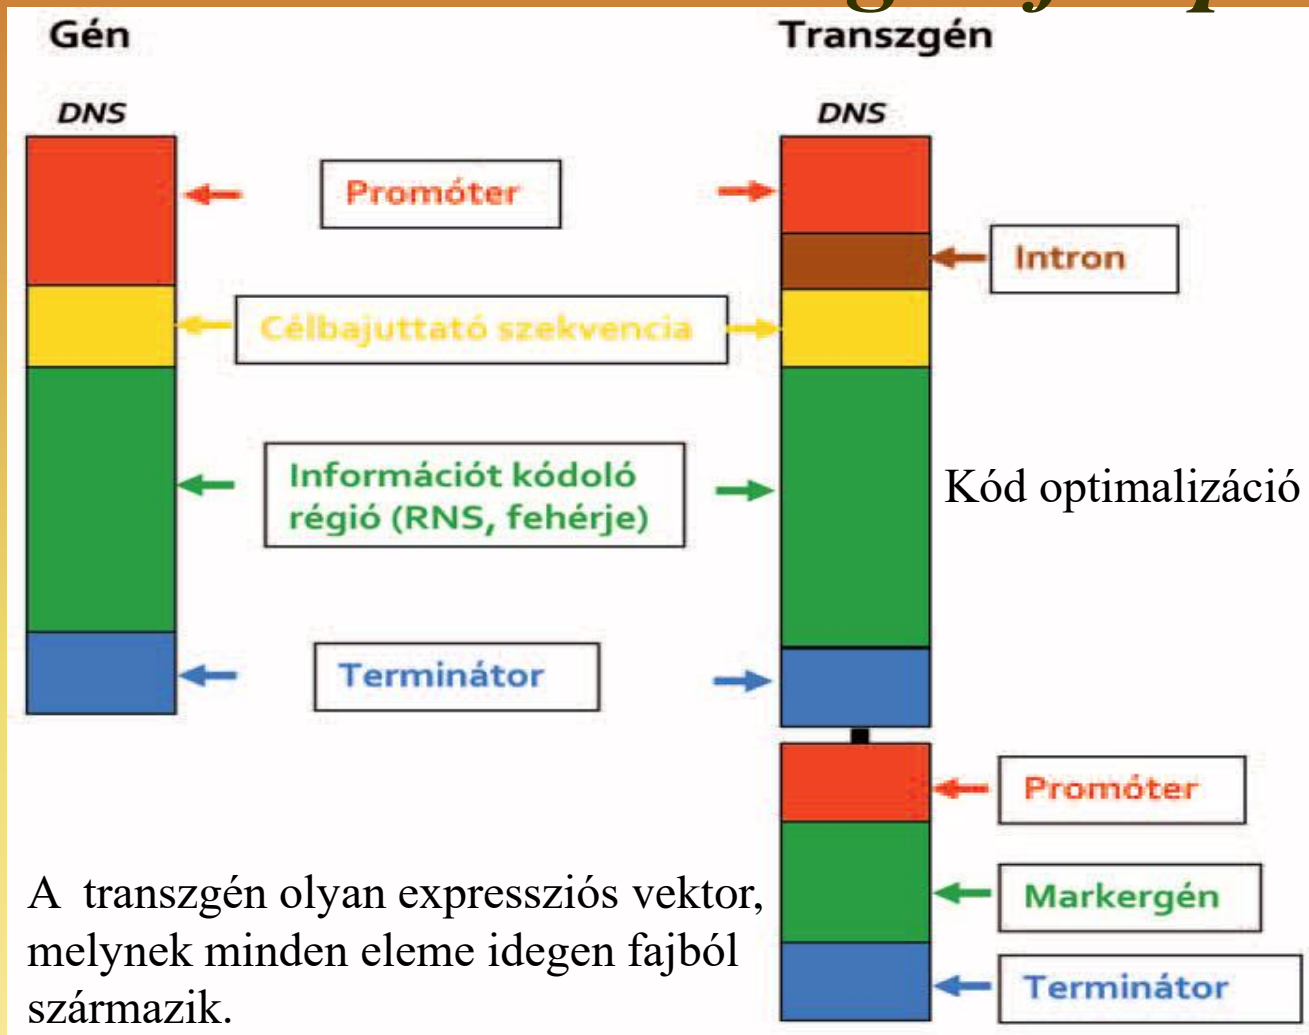 Gén
Transzgén
DNS
DNS
Promóter
Intron
Célbajuttató szekvencia
Információt kódoló
régió (RNS, fehérje)
Kód optimalizáció
Terminátor
Promóter
Markergén
Terminátor
A transzgén olyan expressziós vektor,
melynek minden eleme idegen fajból
származik.